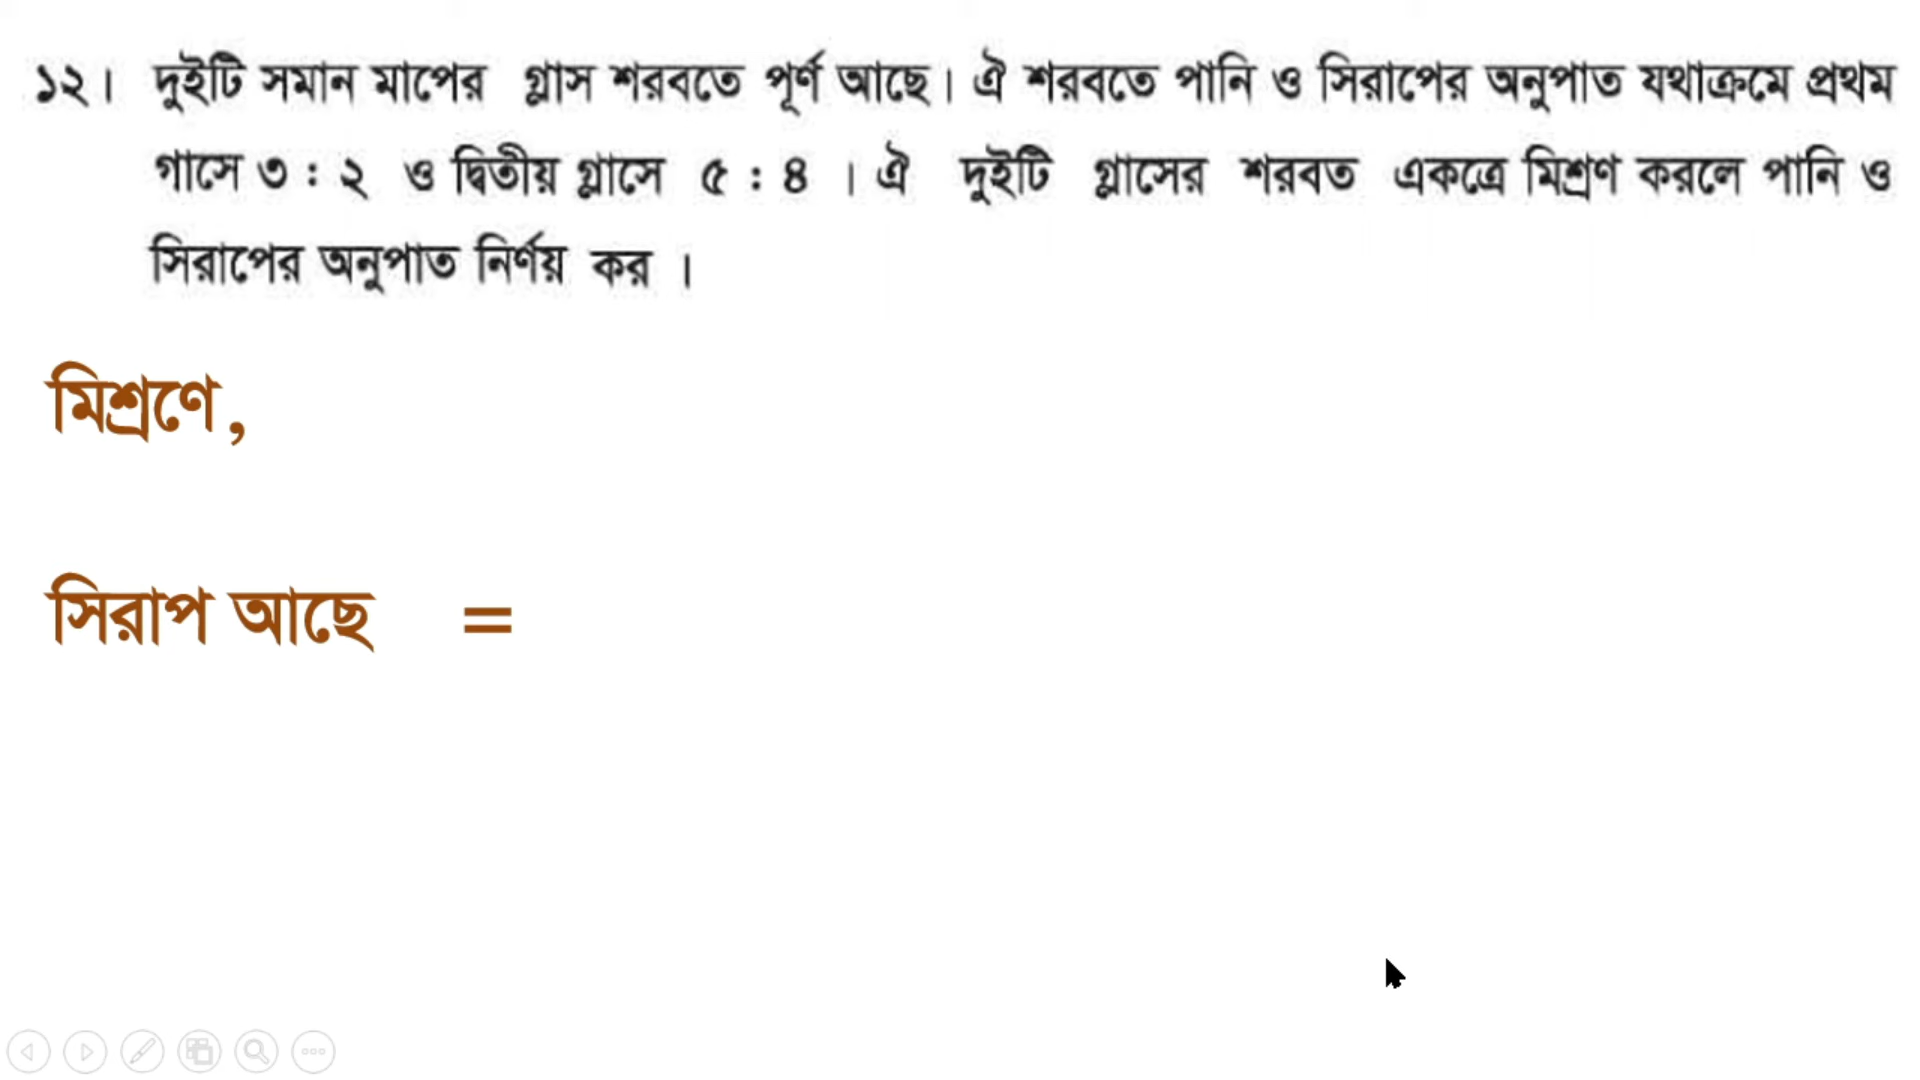 ১২। দুইটি সমান মাপের গ্লাস শরবতে পূর্ণ আছে। ঐ শরবতে পানি ও সিরাপের অনুপাত যথাক্রমে প্রথম
গাসে ৩ : ২ ও দ্বিতীয় গ্লাসে ৫ : ৪ । ঐ দুইটি গ্লাসের শরবত একত্রে মিশ্রণ করলে পানি ও
সিরাপের অনুপাত নির্ণয় কর ।
মিশ্রণে,
সিরাপ আছে =